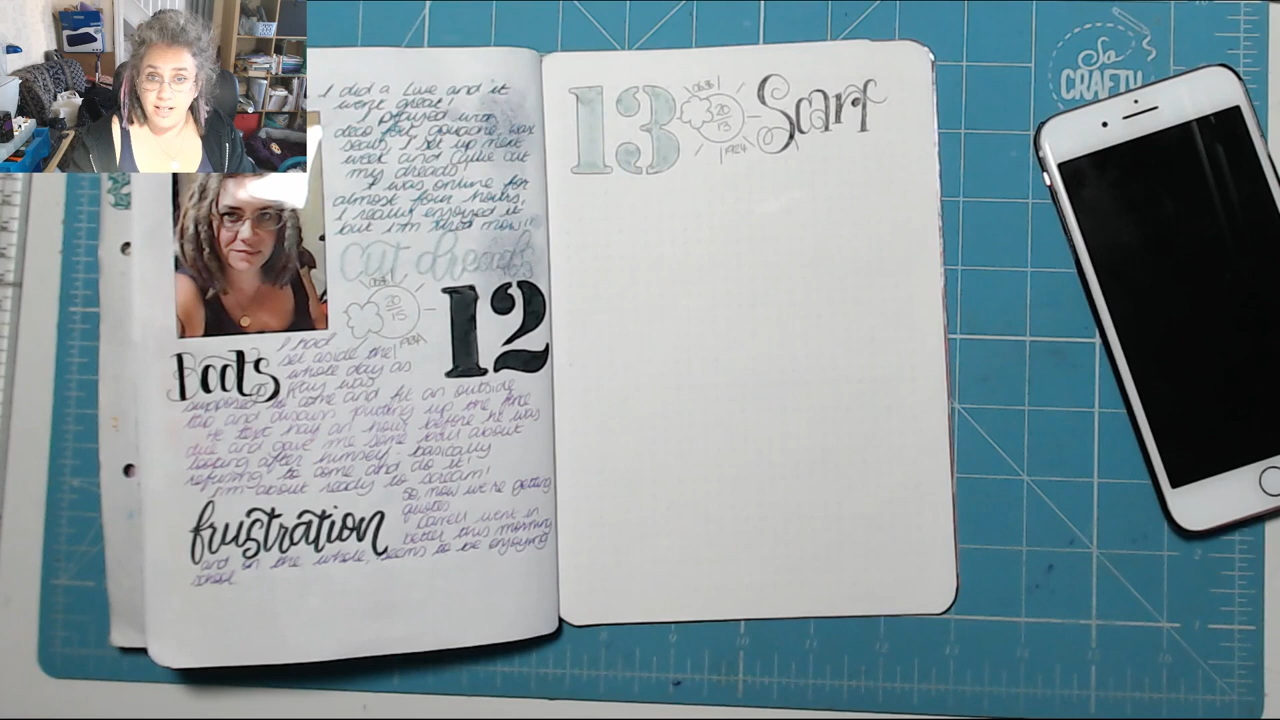 I did a Live and it
went great!
I played with
deco foil, gouache, wax
seals, I set up next
week and Callie cut
my dreads!
I was online for
almost four hours,
I really enjoyed it
but I'm tired now!!
cut dreads
20
15
12
Boots
I had
set aside the
whole day as
Ray was
supposed to come and fit an outside
tap and discuss putting up the fence
He text half an hour before he was
due and gave me some about
looking after himself - basically
refusing to come and do it!
I'm about ready to scream!
So, now we're getting
quotes
frustration
went in
better this morning
and on the whole, seems to be enjoying
school
13
20
13
Scarf
So
CRAFTY